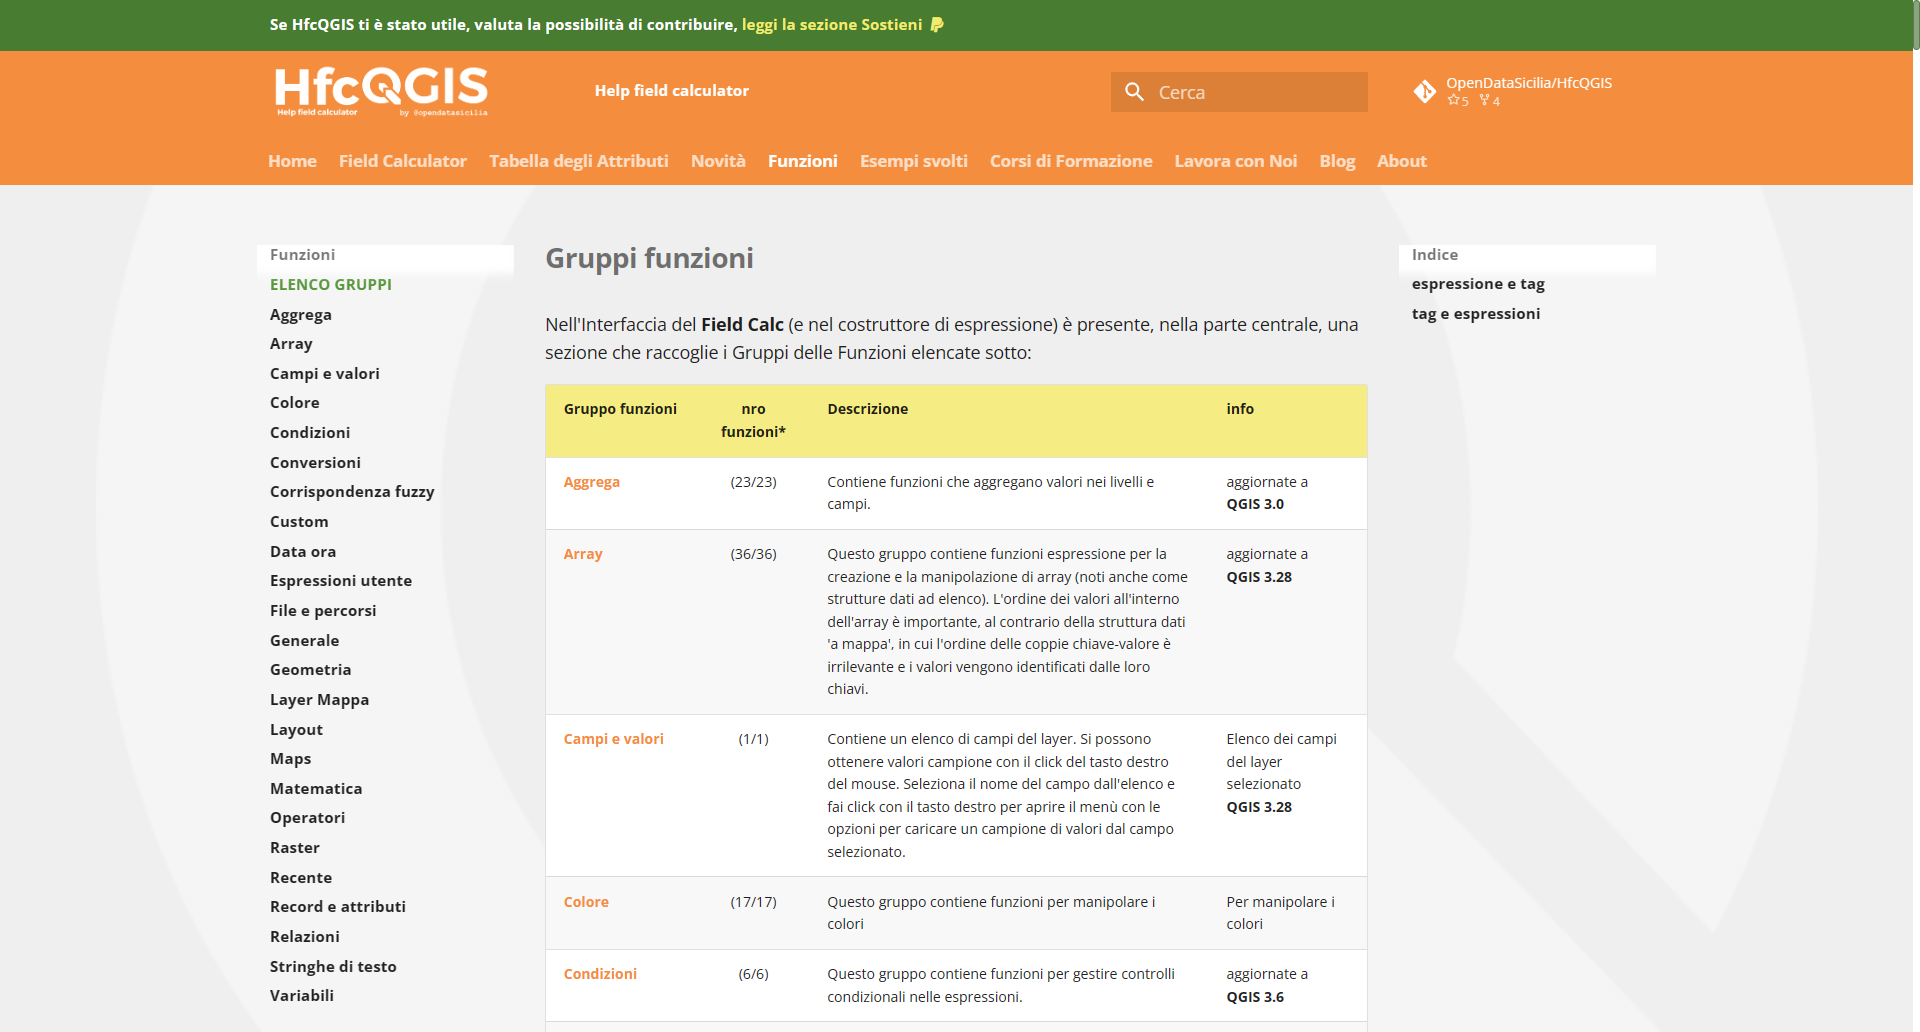 Se HfcQGIS ti è stato utile, valuta la possibilità di contribuire, leggi la sezione Sostieni
HfcQGIS
Help field calculator by @opendatasicilia
Help field calculator
Cerca
OpenDataSicilia/HfcQGIS
5 4
Home Field Calculator Tabella degli Attributi Novità Funzioni Esempi svolti Corsi di Formazione Lavora con Noi Blog About
Funzioni
ELENCO GRUPPI
Aggrega
Array
Campi e valori
Colore
Condizioni
Conversioni
Corrispondenza fuzzy
Custom
Data ora
Espressioni utente
File e percorsi
Generale
Geometria
Layer Mappa
Layout
Maps
Matematica
Operatori
Raster
Recente
Record e attributi
Relazioni
Stringhe di testo
Variabili
Gruppi funzioni
Nell'Interfaccia del Field Calc (e nel costruttore di espressione) è presente, nella parte centrale, una
sezione che raccoglie i Gruppi delle Funzioni elencate sotto:
Gruppo funzioni nro Descrizione info
funzioni*
Aggrega (23/23) Contiene funzioni che aggregano valori nei livelli e aggiornate a
campi. QGIS 3.0
Array (36/36) Questo gruppo contiene funzioni espressione per la aggiornate a
creazione e la manipolazione di array (noti anche come QGIS 3.28
strutture dati ad elenco). L'ordine dei valori all'interno
dell'array è importante, al contrario della struttura dati
'a mappa', in cui l'ordine delle coppie chiave-valore è
irrilevante e i valori vengono identificati dalle loro
chiavi.
Campi e valori (1/1) Contiene un elenco di campi del layer. Si possono Elenco dei campi
ottenere valori campione con il click del tasto destro del layer
del mouse. Seleziona il nome del campo dall'elenco e selezionato
fai click con il tasto destro per aprire il menù con le QGIS 3.28
opzioni per caricare un campione di valori dal campo
selezionato.
Colore (17/17) Questo gruppo contiene funzioni per manipolare i Per manipolare i
colori colori
Condizioni (6/6) Questo gruppo contiene funzioni per gestire controlli aggiornate a
condizionali nelle espressioni. QGIS 3.6
Indice
espressione e tag
tag e espressioni